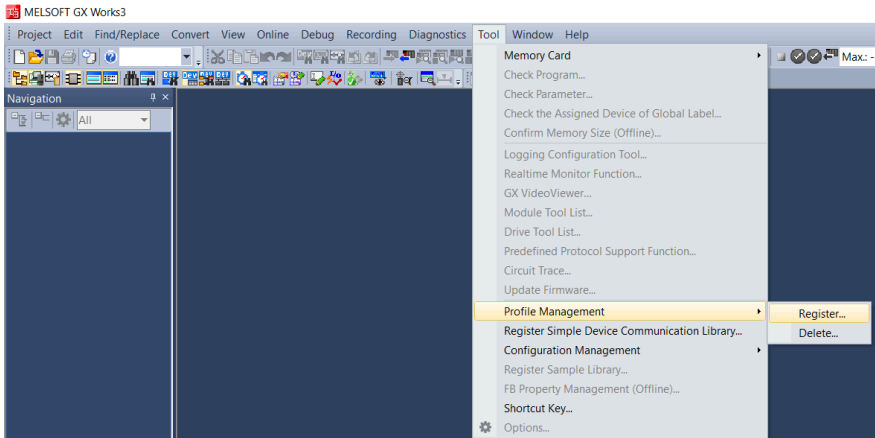 MELSOFT GX Works3
Project Edit Find/Replace Convert View Online Debug Recording Diagnostics Tool Window Help
Max.: -
Navigation
All
Memory Card
Check Program...
Check Parameter...
Check the Assigned Device of Global Label...
Confirm Memory Size (Offline)...
Logging Configuration Tool...
Realtime Monitor Function...
GX VideoViewer...
Module Tool List...
Drive Tool List...
Predefined Protocol Support Function...
Circuit Trace...
Update Firmware...
Profile Management
Register...
Register Simple Device Communication Library...
Delete...
Configuration Management
Register Sample Library...
FB Property Management (Offline)...
Shortcut Key...
Options...